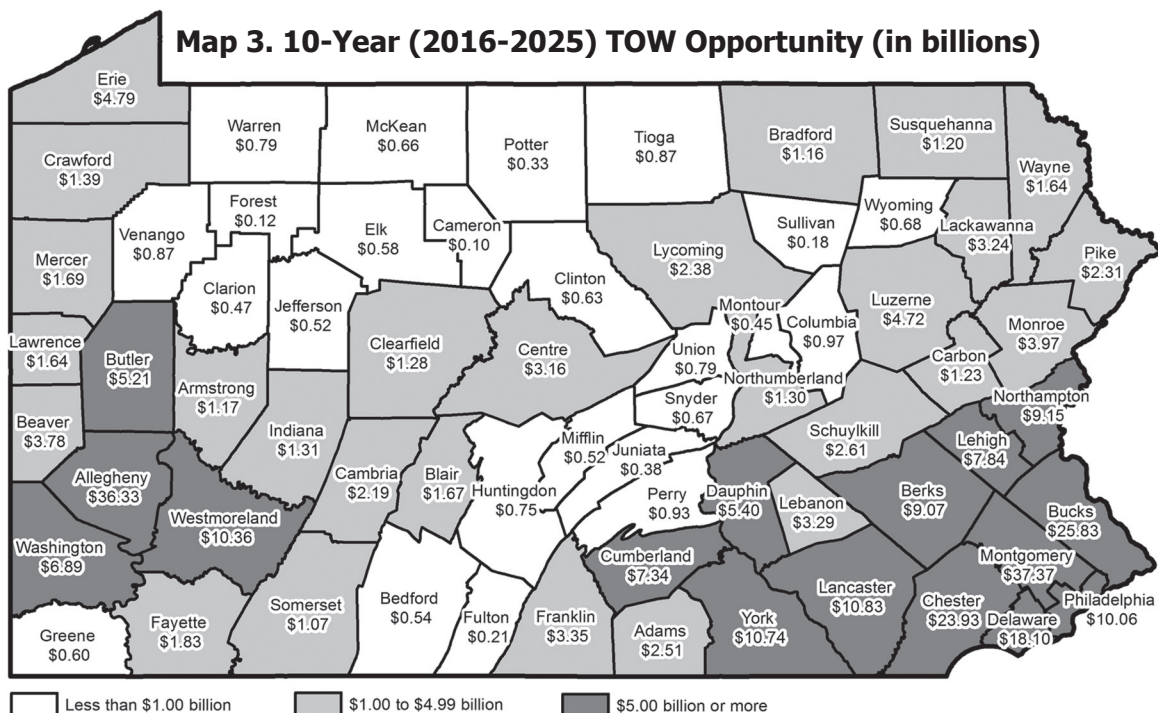 Map 3. 10-Year (2016-2025) TOW Opportunity (in billions)
Erie
$4.79
Crawford
$1.39
Warren
$0.79
McKean
$0.66
Potter
$0.33
Tioga
$0.87
Bradford
$1.16
Susquehanna
$1.20
Wayne
$1.64
Forest
$0.12
Venango
$0.87
Elk
$0.58
Cameron
$0.10
Sullivan
$0.18
Wyoming
$0.68
Lackawanna
$3.24
Pike
$2.31
Mercer
$1.69
Clarion
$0.47
Jefferson
$0.52
Clinton
$0.63
Lycoming
$2.38
Luzerne
$4.72
Montour
$0.45
Columbia
$0.97
Monroe
$3.97
Lawrence
$1.64
Butler
$5.21
Clearfield
$1.28
Centre
$3.16
Union
$0.79
Carbon
$1.23
Armstrong
$1.17
Northumberland
$1.30
Snyder
$0.67
Northampton
$9.15
Beaver
$3.78
Indiana
$1.31
Schuylkill
$2.61
Lehigh
$7.84
Mifflin
$0.52
Juniata
$0.38
Allegheny
$36.33
Cambria
$2.19
Blair
$1.67
Huntingdon
$0.75
Perry
$0.93
Dauphin
$5.40
Lebanon
$3.29
Berks
$9.07
Bucks
$25.83
Westmoreland
$10.36
Washington
$6.89
Cumberland
$7.34
Montgomery
$37.37
Lancaster
$10.83
Chester
$23.93
Philadelphia
$10.06
Delaware
$18.10
Greene
$0.60
Fayette
$1.83
Somerset
$1.07
Bedford
$0.54
Fulton
$0.21
Franklin
$3.35
Adams
$2.51
York
$10.74
Less than $1.00 billion
$1.00 to $4.99 billion
$5.00 billion or more